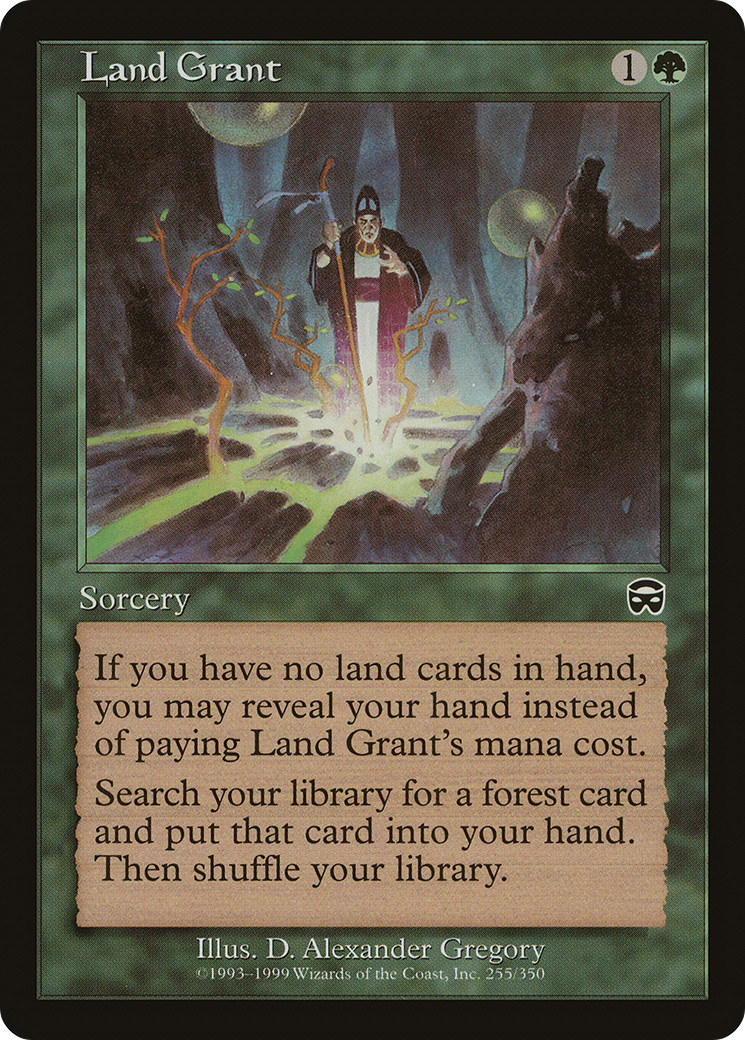 Land Grant 1
Sorcery
If you have no land cards in hand,
you may reveal your hand instead
of paying Land Grant's mana cost.
Search your library for a forest card
and put that card into your hand.
Then shuffle your library.
Illus. D. Alexander Gregory
©1993–1999 Wizards of the Coast, Inc. 255/350